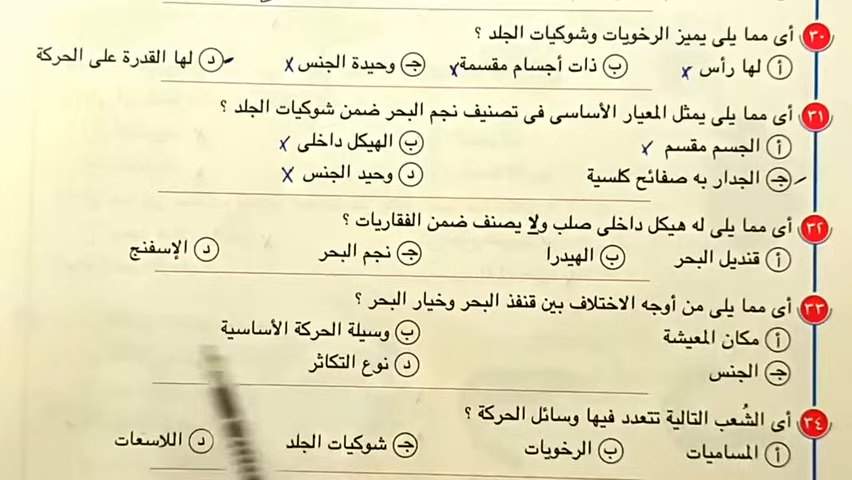 ٣٠ أى مما يلى يميز الرخويات وشوكيات الجلد ؟
أ لها رأس x ب ذات أجسام مقسمة x جـ وحيدة الجنس x د لها القدرة على الحركة
٣١ أى مما يلى يمثل المعيار الأساسى فى تصنيف نجم البحر ضمن شوكيات الجلد ؟
أ الجسم مقسم x ب الهيكل داخلى x
جـ الجدار به صفائح كلسية د وحيد الجنس x
٣٢ أى مما يلى له هيكل داخلى صلب ولا يصنف ضمن الفقاريات ؟
أ قنديل البحر ب الهيدرا جـ نجم البحر د الإسفنج
٣٣ أى مما يلى من أوجه الاختلاف بين قنفذ البحر وخيار البحر ؟
أ مكان المعيشة ب وسيلة الحركة الأساسية
جـ الجنس د نوع التكاثر
٣٤ أى الشُعب التالية تتعدد فيها وسائل الحركة ؟
أ المساميات ب الرخويات جـ شوكيات الجلد د اللاسعات